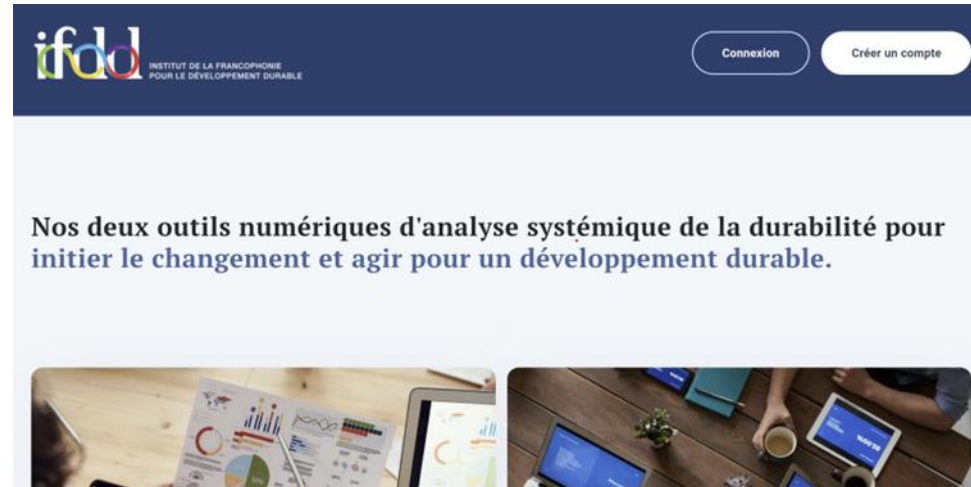 ifdd
INSTITUT DE LA FRANCOPHONIE
POUR LE DÉVELOPPEMENT DURABLE
Connexion
Créer un compte
Nos deux outils numériques d'analyse systémique de la durabilité pour
initier le changement et agir pour un développement durable.